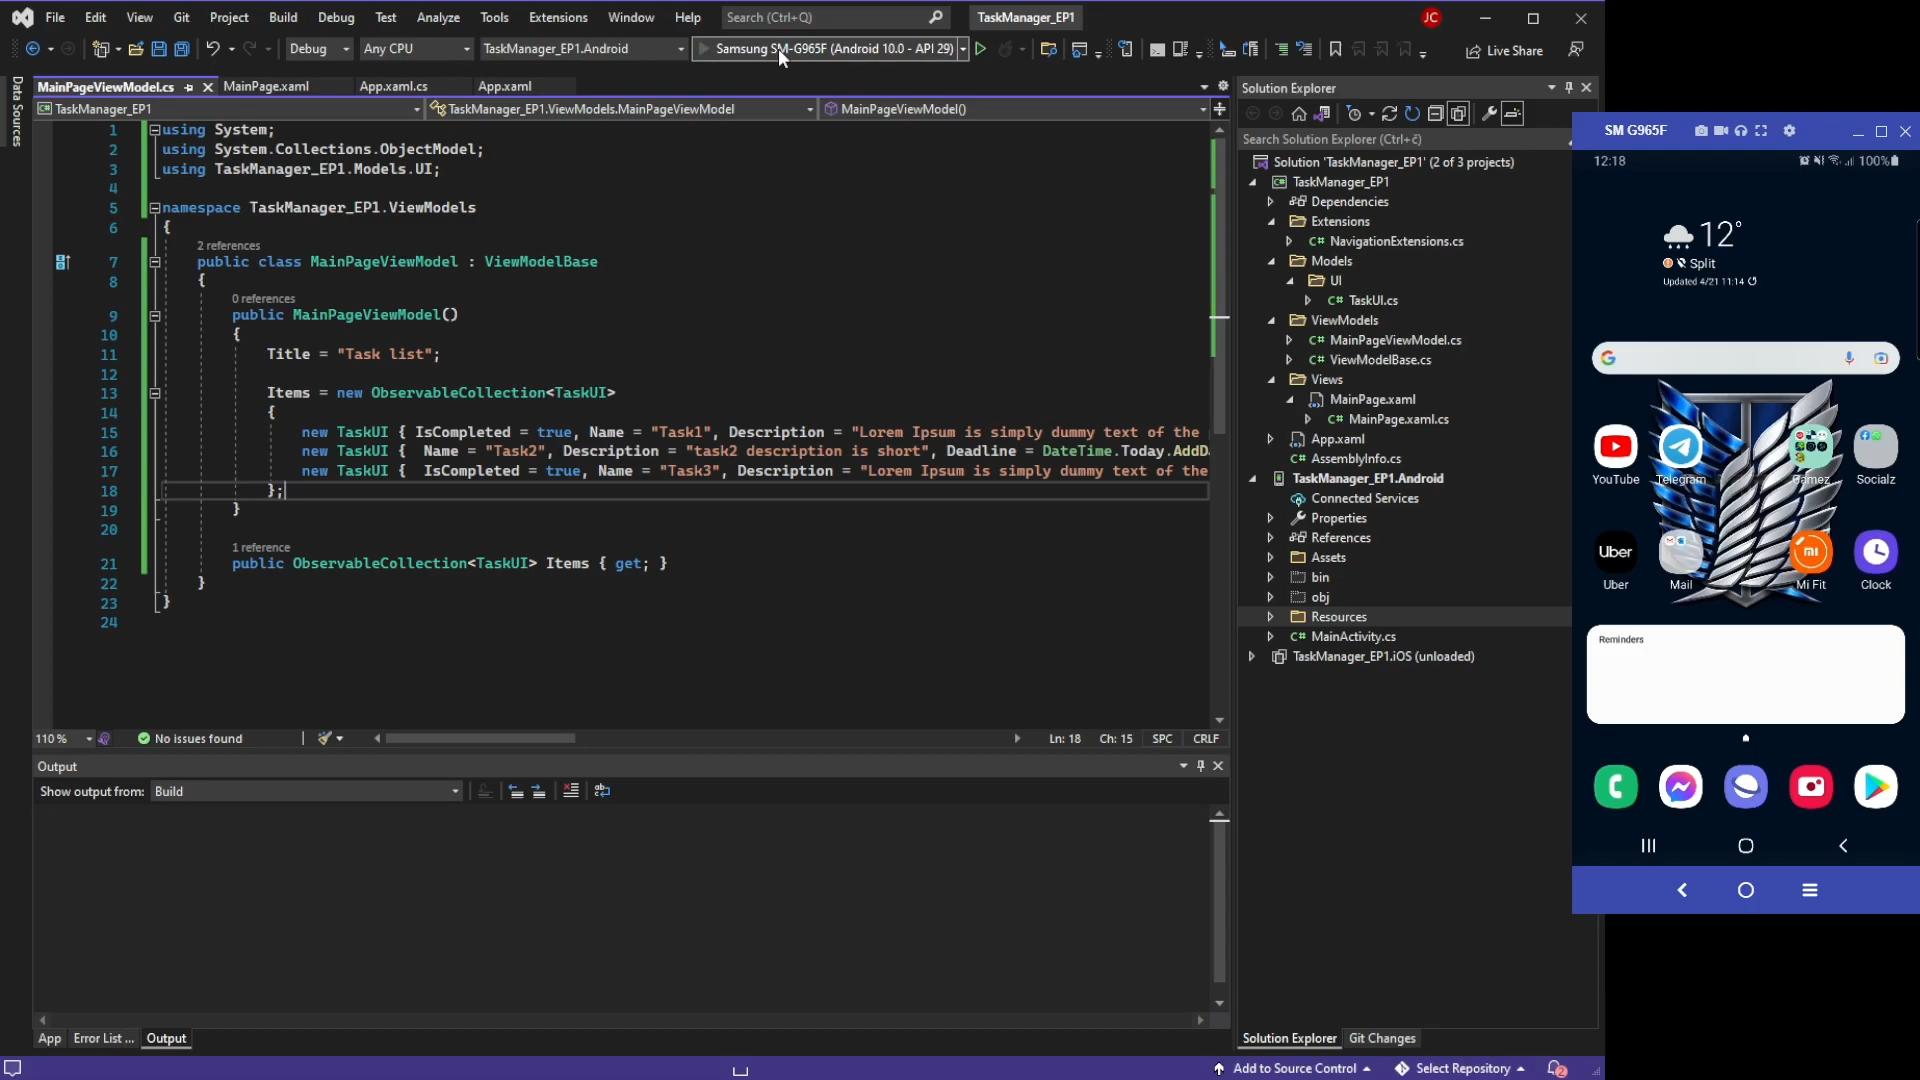 File Edit View Git Project Build Debug Test Analyze Tools Extensions Window Help Search (Ctrl+Q) TaskManager_EP1 JC
Debug Any CPU TaskManager_EP1.Android Samsung SM-G965F (Android 10.0 - API 29) Live Share
Data Sources
MainPageViewModel.cs MainPage.xaml App.xaml.cs App.xaml
TaskManager_EP1 TaskManager_EP1.ViewModels.MainPageViewModel MainPageViewModel()
1 using System;
2 using System.Collections.ObjectModel;
3 using TaskManager_EP1.Models.UI;
4
5 namespace TaskManager_EP1.ViewModels
6 {
2 references
7 public class MainPageViewModel : ViewModelBase
8 {
0 references
9 public MainPageViewModel()
10 {
11 Title = "Task list";
12
13 Items = new ObservableCollection<TaskUI>
14 {
15 new TaskUI { IsCompleted = true, Name = "Task1", Description = "Lorem Ipsum is simply dummy text of the
16 new TaskUI { Name = "Task2", Description = "task2 description is short", Deadline = DateTime.Today.AddD
17 new TaskUI { IsCompleted = true, Name = "Task3", Description = "Lorem Ipsum is simply dummy text of the
18 };
19 }
20
1 reference
21 public ObservableCollection<TaskUI> Items { get; }
22 }
23 }
24
110 % No issues found Ln: 18 Ch: 15 SPC CRLF
Output
Show output from: Build
App Error List ... Output
Solution Explorer
Search Solution Explorer (Ctrl+č)
Solution 'TaskManager_EP1' (2 of 3 projects)
TaskManager_EP1
Dependencies
Extensions
C# NavigationExtensions.cs
Models
UI
C# TaskUI.cs
ViewModels
C# MainPageViewModel.cs
C# ViewModelBase.cs
Views
MainPage.xaml
C# MainPage.xaml.cs
App.xaml
C# AssemblyInfo.cs
TaskManager_EP1.Android
Connected Services
Properties
References
Assets
bin
obj
Resources
C# MainActivity.cs
TaskManager_EP1.iOS (unloaded)
Solution Explorer Git Changes
Add to Source Control Select Repository 2
SM G965F
12:18 100%
12°
Split
Updated 4/21 11:14
YouTube Telegram Gamez Socialz
Uber
Uber Mail Mi Fit Clock
Reminders